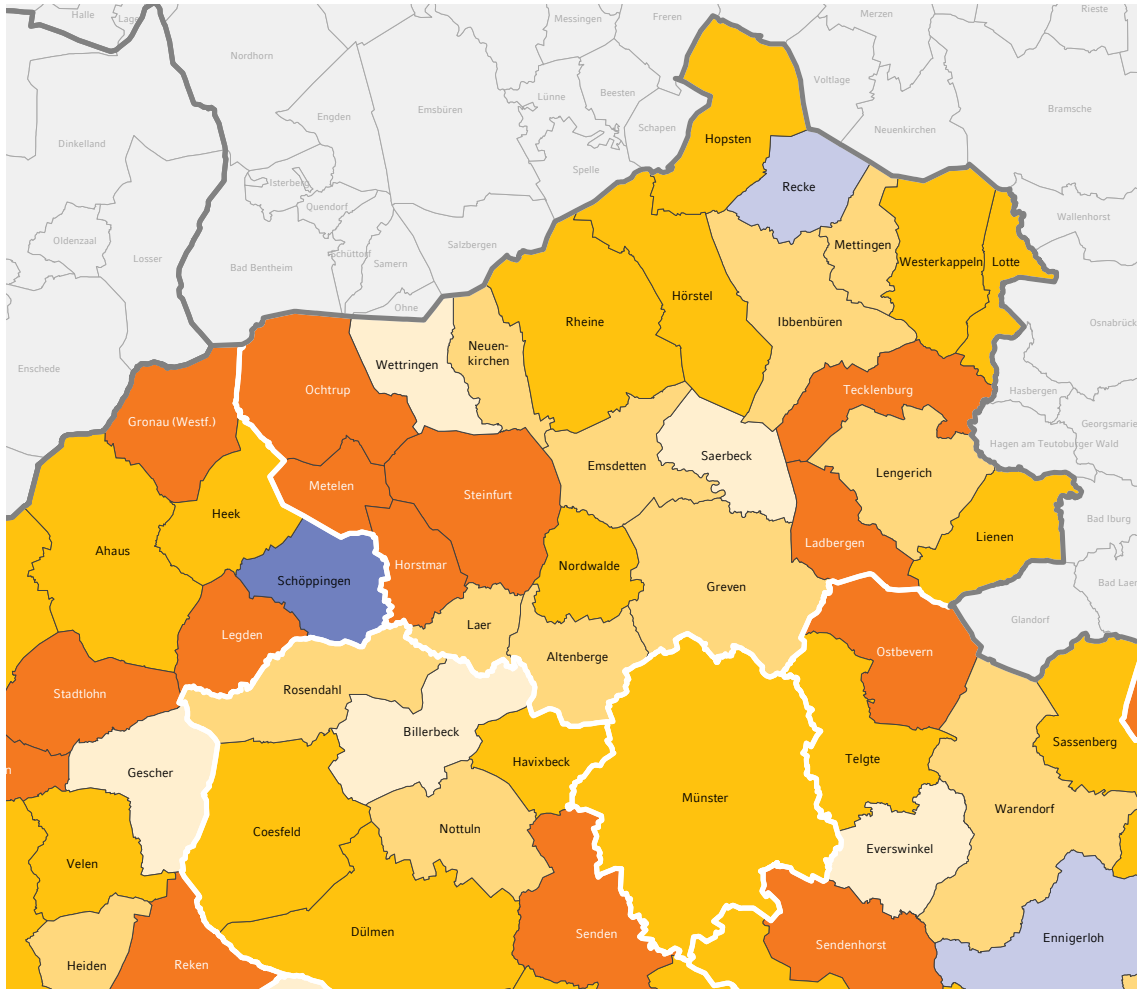 Halle
Lage
Messingen
Freren
Merzen
Rieste
Nordhorn
Voltlage
Lünne
Beesten
Emsbüren
Bramsche
Engden
Schapen
Neuenkirchen
Dinkelland
Hopsten
Spelle
Isterberg
Recke
Quendorf
Wallenhorst
Oldenzaal
Salzbergen
Mettingen
Schüttorf
Losser
Bad Bentheim
Samern
Westerkappeln
Lotte
Hörstel
Ohne
Rheine
Ibbenbüren
Osnabrück
Neuen-
kirchen
Wettringen
Enschede
Ochtrup
Tecklenburg
Hasbergen
Gronau (Westf.)
Georgsmarie
Hagen am Teutoburger Wald
Saerbeck
Emsdetten
Lengerich
Metelen
Steinfurt
Heek
Bad Iburg
Lienen
Ladbergen
Ahaus
Horstmar
Nordwalde
Schöppingen
Bad Laer
Greven
Glandorf
Laer
Legden
Ostbevern
Altenberge
Rosendahl
Stadtlohn
Billerbeck
Sassenberg
Telgte
Havixbeck
n
Gescher
Münster
Warendorf
Nottuln
Coesfeld
Everswinkel
Velen
Dülmen
Senden
Ennigerloh
Sendenhorst
Heiden
Reken